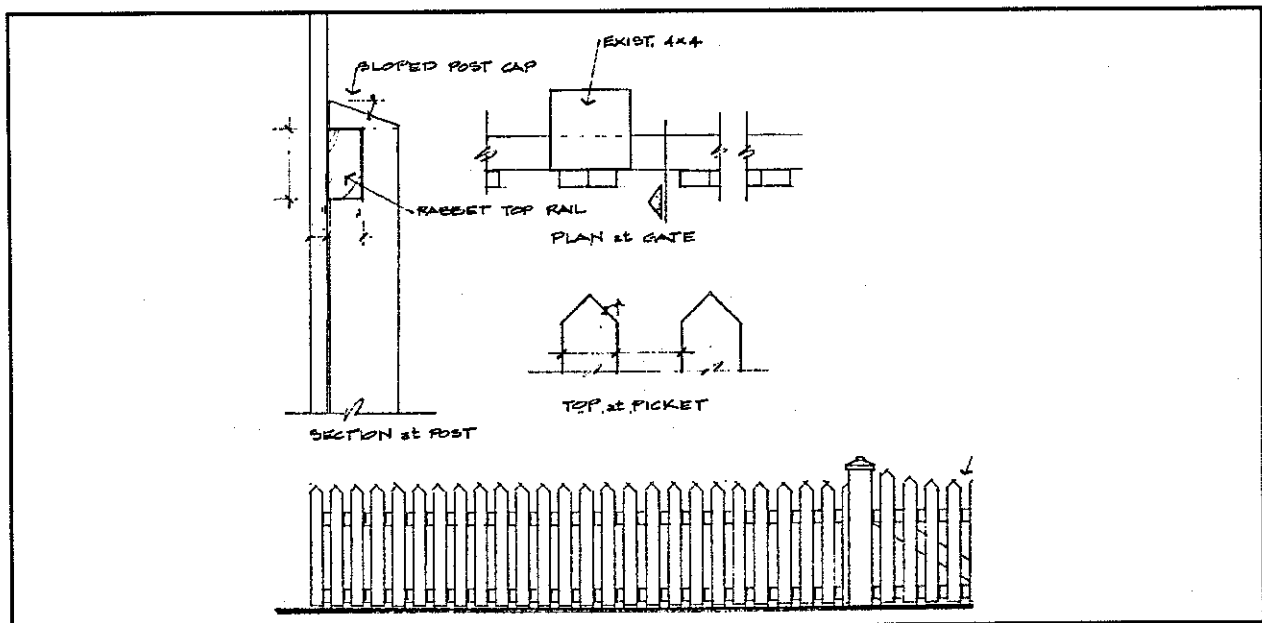 EXIST. 4x4
SLOPED POST CAP
RABBET TOP RAIL
PLAN at GATE
TOP at PICKET
SECTION at POST